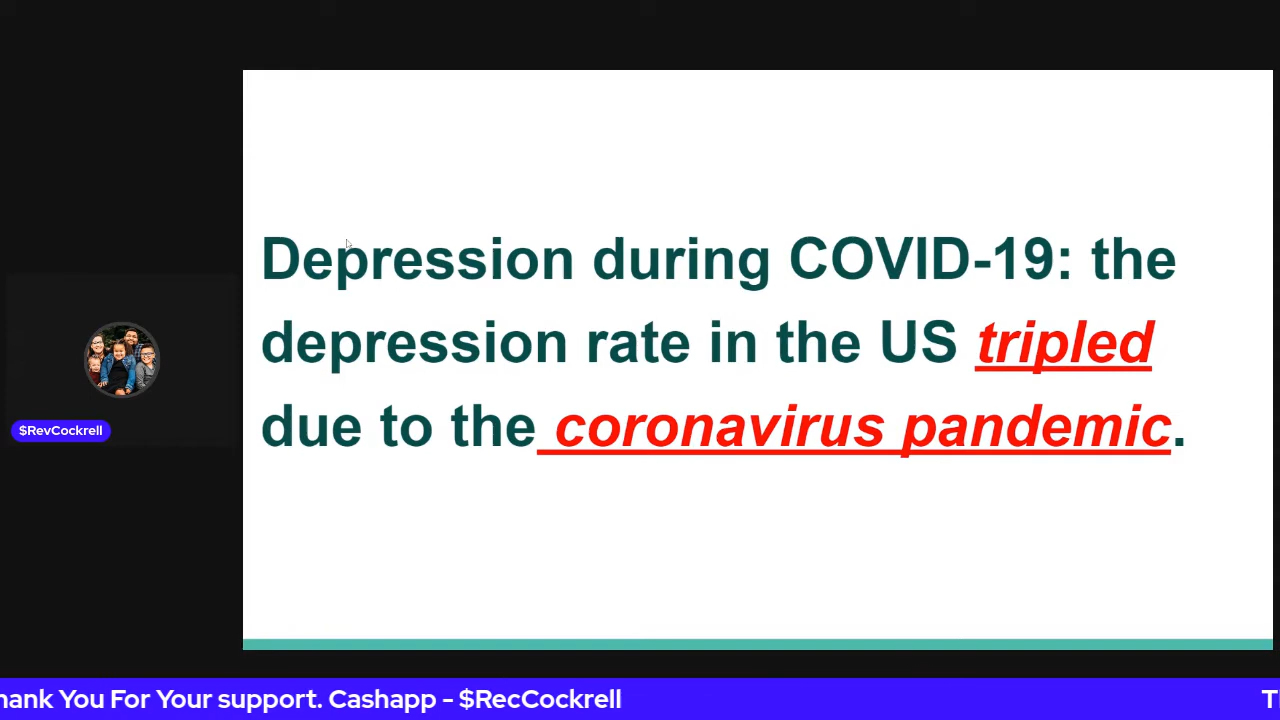 Depression during COVID-19: the
depression rate in the US tripled
due to the coronavirus pandemic.
$RevCockrell
hank You For Your support. Cashapp - $RecCockrell